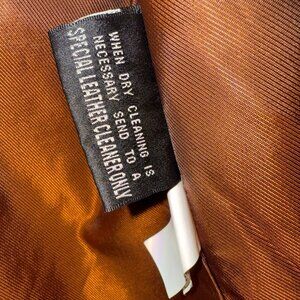 WHEN DRY CLEANING IS
NECESSARY SEND TO A
SPECIAL LEATHER CLEANER ONLY